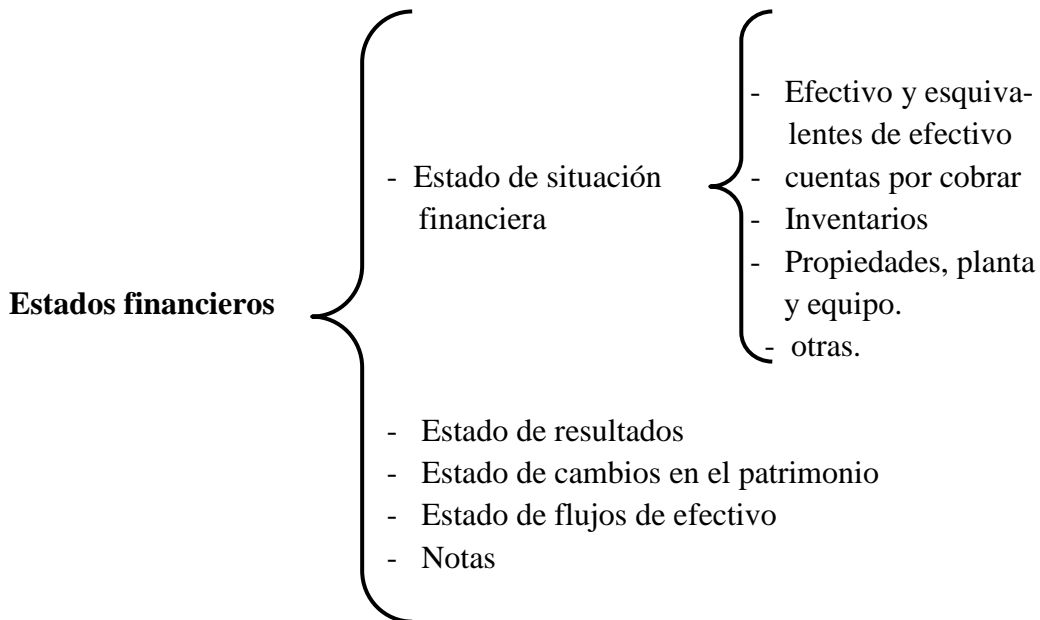 - Efectivo y esquiva-
lentes de efectivo
- Estado de situación
financiera
- cuentas por cobrar
- Inventarios
- Propiedades, planta
y equipo.
- otras.
Estados financieros
- Estado de resultados
- Estado de cambios en el patrimonio
- Estado de flujos de efectivo
- Notas